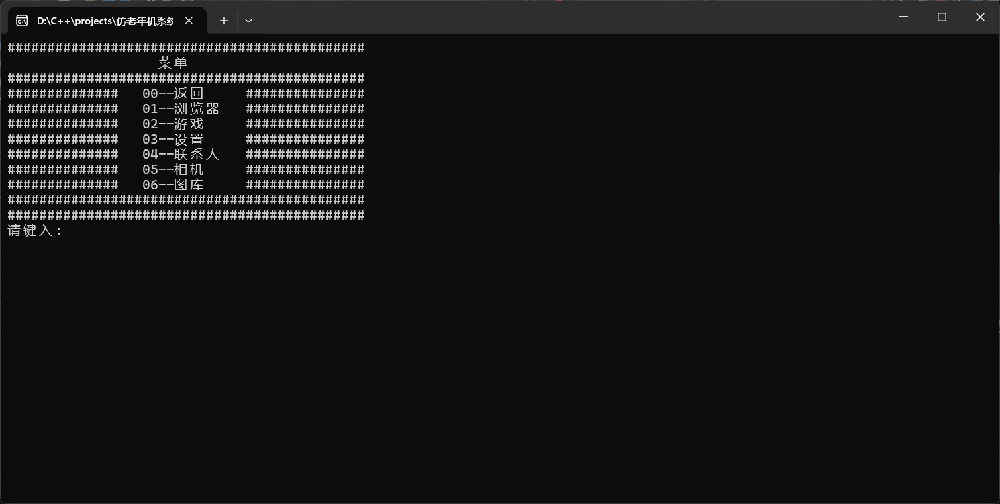 D:\C++\projects\仿老年机系
#############################################
菜单
#############################################
############## 00--返回 ###############
############## 01--浏览器 ###############
############## 02--游戏 ###############
############## 03--设置 ###############
############## 04--联系人 ###############
############## 05--相机 ###############
############## 06--图库 ###############
#############################################
#############################################
请键入: